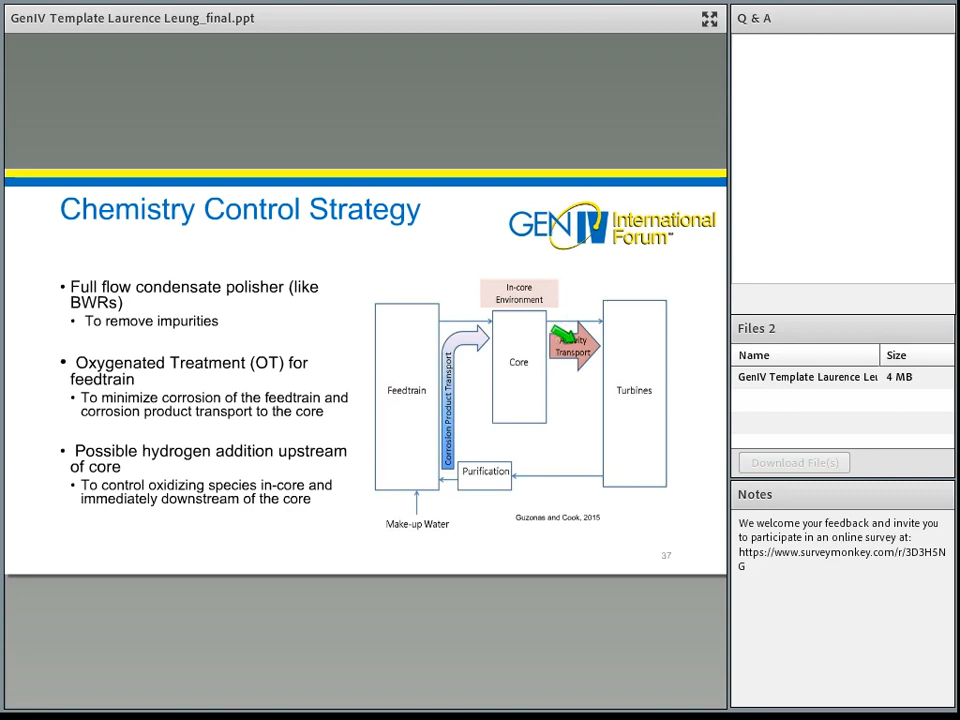 GenIV Template Laurence Leung_final.ppt
Chemistry Control Strategy
GEN IV International
Forum
• Full flow condensate polisher (like
BWRs)
• To remove impurities
• Oxygenated Treatment (OT) for
feedtrain
• To minimize corrosion of the feedtrain and
corrosion product transport to the core
• Possible hydrogen addition upstream
of core
• To control oxidizing species in-core and
immediately downstream of the core
In-core
Environment
Feedtrain
Corrosion Product Transport
Core
Transport
Turbines
Purification
Make-up Water
Guzonas and Cook, 2015
37
Q & A
Files 2
Name Size
GenIV Template Laurence Leu 4 MB
Download File(s)
Notes
We welcome your feedback and invite you
to participate in an online survey at:
https://www.surveymonkey.com/r/3D3H5N
G